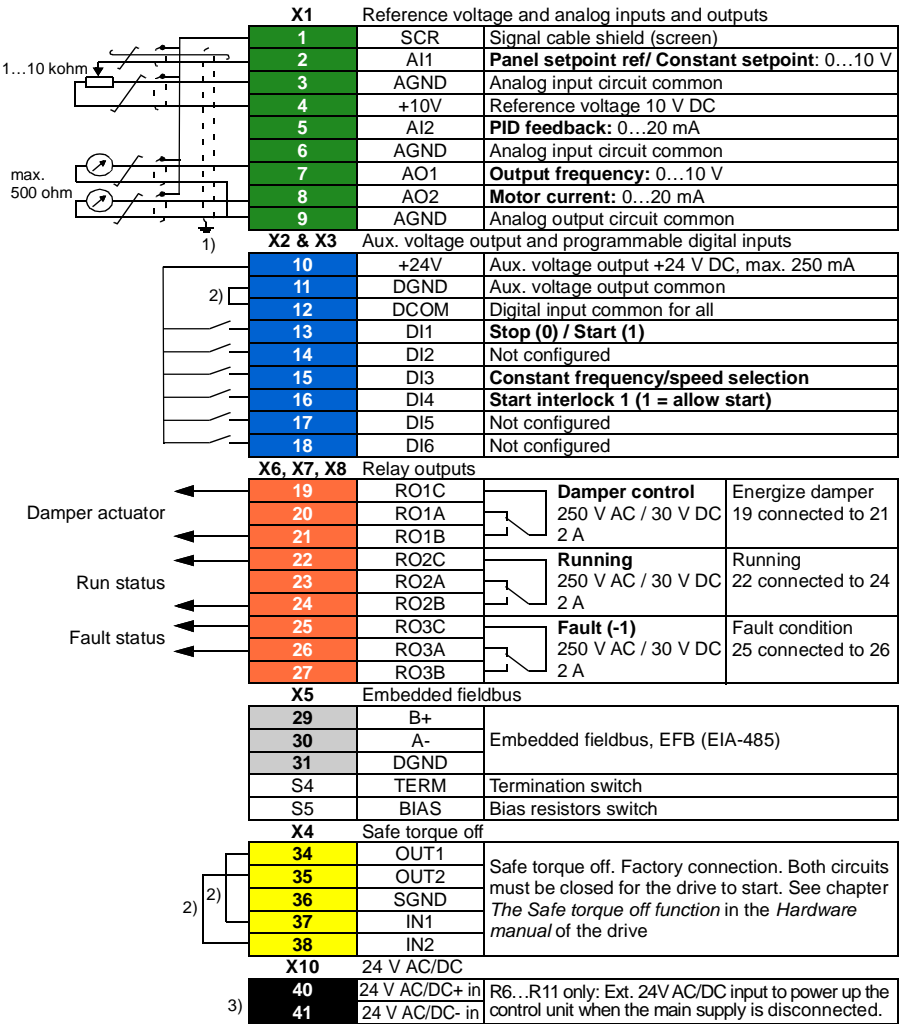 X1 Reference voltage and analog inputs and outputs
1 SCR Signal cable shield (screen)
2 AI1 Panel setpoint ref/ Constant setpoint: 0…10 V
1…10 kohm
3 AGND Analog input circuit common
4 +10V Reference voltage 10 V DC
5 AI2 PID feedback: 0…20 mA
6 AGND Analog input circuit common
7 AO1 Output frequency: 0…10 V
max.
500 ohm
8 AO2 Motor current: 0…20 mA
9 AGND Analog output circuit common
1)
X2 & X3 Aux. voltage output and programmable digital inputs
10 +24V Aux. voltage output +24 V DC, max. 250 mA
11 DGND Aux. voltage output common
2)
12 DCOM Digital input common for all
13 DI1 Stop (0) / Start (1)
14 DI2 Not configured
15 DI3 Constant frequency/speed selection
16 DI4 Start interlock 1 (1 = allow start)
17 DI5 Not configured
18 DI6 Not configured
X6, X7, X8 Relay outputs
19 RO1C Damper control Energize damper
Damper actuator 20 RO1A 250 V AC / 30 V DC 19 connected to 21
21 RO1B 2 A
22 RO2C Running Running
Run status 23 RO2A 250 V AC / 30 V DC 22 connected to 24
24 RO2B 2 A
25 RO3C Fault (-1) Fault condition
Fault status 26 RO3A 250 V AC / 30 V DC 25 connected to 26
27 RO3B 2 A
X5 Embedded fieldbus
29 B+
30 A- Embedded fieldbus, EFB (EIA-485)
31 DGND
S4 TERM Termination switch
S5 BIAS Bias resistors switch
X4 Safe torque off
34 OUT1
35 OUT2
36 SGND
37 IN1
38 IN2
Safe torque off. Factory connection. Both circuits
must be closed for the drive to start. See chapter
The Safe torque off function in the Hardware
manual of the drive
2) 2)
X10 24 V AC/DC
40 24 V AC/DC+ in R6…R11 only: Ext. 24V AC/DC input to power up the
3) 41 24 V AC/DC- in control unit when the main supply is disconnected.